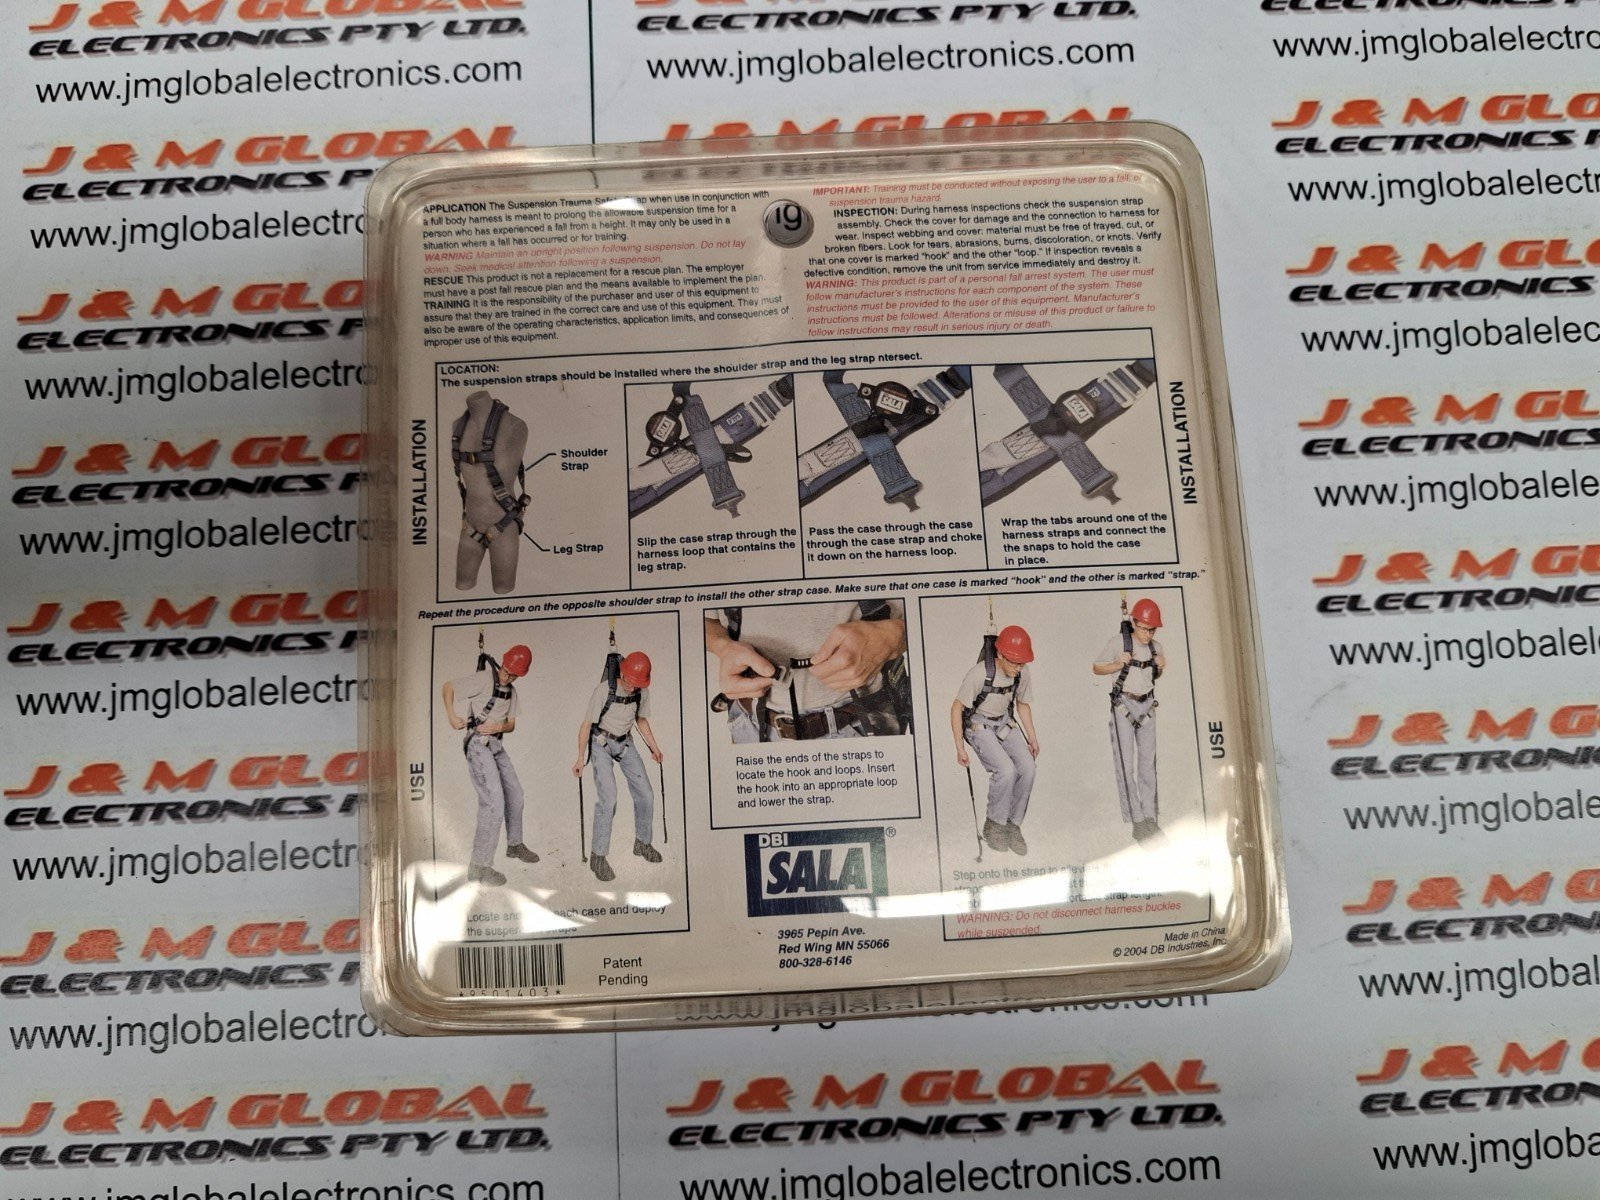 APPLICATION The Suspension Trauma Safety Strap when use in conjunction with
a full body harness is meant to prolong the allowable suspension time for a
person who has experienced a fall from a height. It may only be used in a
situation where a fall has occurred or for training.
WARNING Maintain an upright position following suspension. Do not lay
down. Seek medical attention following a suspension.
RESCUE This product is not a replacement for a rescue plan. The employer
must have a post fall rescue plan and the means available to implement the plan.
TRAINING It is the responsibility of the purchaser and user of this equipment to
assure that they are trained in the correct care and use of this equipment. They must
also be aware of the operating characteristics, application limits, and consequences of
improper use of this equipment.
IMPORTANT: Training must be conducted without exposing the user to a fall, or
suspension trauma hazard.
INSPECTION: During harness inspections check the suspension strap
assembly. Check the cover for damage and the connection to harness for
wear. Inspect webbing and cover: material must be free of frayed, cut, or
broken fibers. Look for tears, abrasions, burns, discoloration, or knots. Verify
that one cover is marked "hook" and the other "loop." If inspection reveals a
defective condition, remove the unit from service immediately and destroy it.
WARNING: This product is part of a personal fall arrest system. The user must
follow manufacturer's instructions for each component of the system. These
instructions must be provided to the user of this equipment. Manufacturer's
instructions must be followed. Alterations or misuse of this product or failure to
follow instructions may result in serious injury or death.
INSTALLATION
LOCATION:
The suspension straps should be installed where the shoulder strap and the leg strap ntersect.
Shoulder
Strap
Leg Strap
SALA
SALA
SALA
Slip the case strap through the
harness loop that contains the
leg strap.
Pass the case through the case
through the case strap and choke
it down on the harness loop.
Wrap the tabs around one of the
harness straps and connect the
the snaps to hold the case
in place.
INSTALLATION
Repeat the procedure on the opposite shoulder strap to install the other strap case. Make sure that one case is marked "hook" and the other is marked "strap."
USE
Locate and each case and deploy
the suspension straps
Raise the ends of the straps to
locate the hook and loops. Insert
the hook into an appropriate loop
and lower the strap.
Step onto the strap to
strap length.
WARNING: Do not disconnect harness buckles
while suspended.
USE
DBI
SALA®
3965 Pepin Ave.
Red Wing MN 55066
800-328-6146
*9501403*
Patent
Pending
Made in China
© 2004 DB Industries, Inc.
J & M GLOBAL
ELECTRONICS PTY LTD.
www.jmglobalelectronics.com